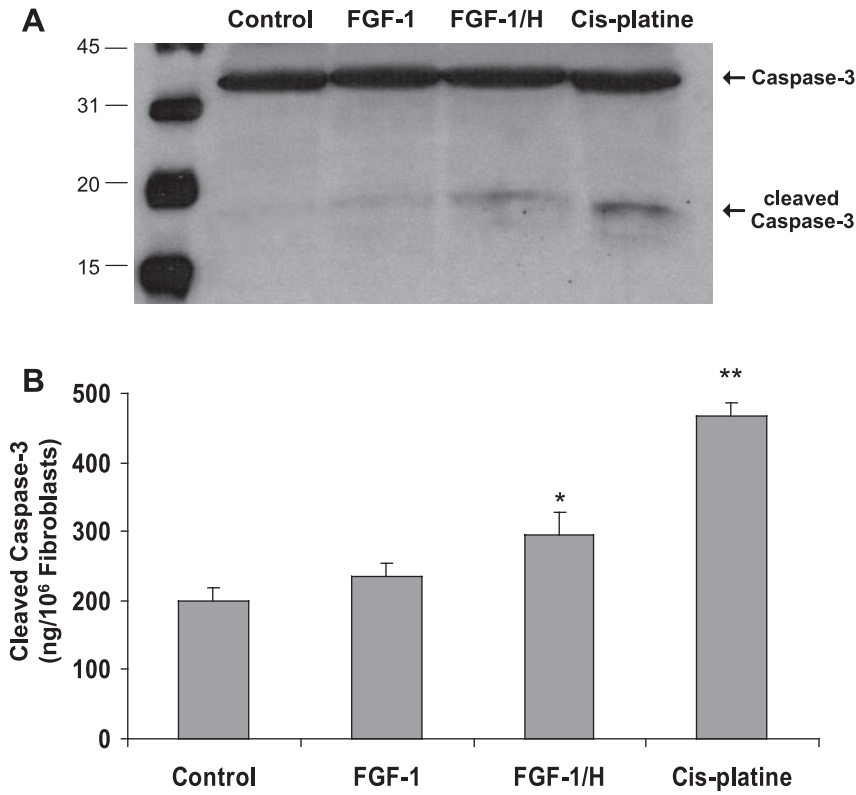 A
Control FGF-1 FGF-1/H Cis-platine
45
31
20
15
Caspase-3
cleaved
Caspase-3
B
Cleaved Caspase-3
(ng/10⁶ Fibroblasts)
500
400
300
200
100
0
*
**
Control FGF-1 FGF-1/H Cis-platine